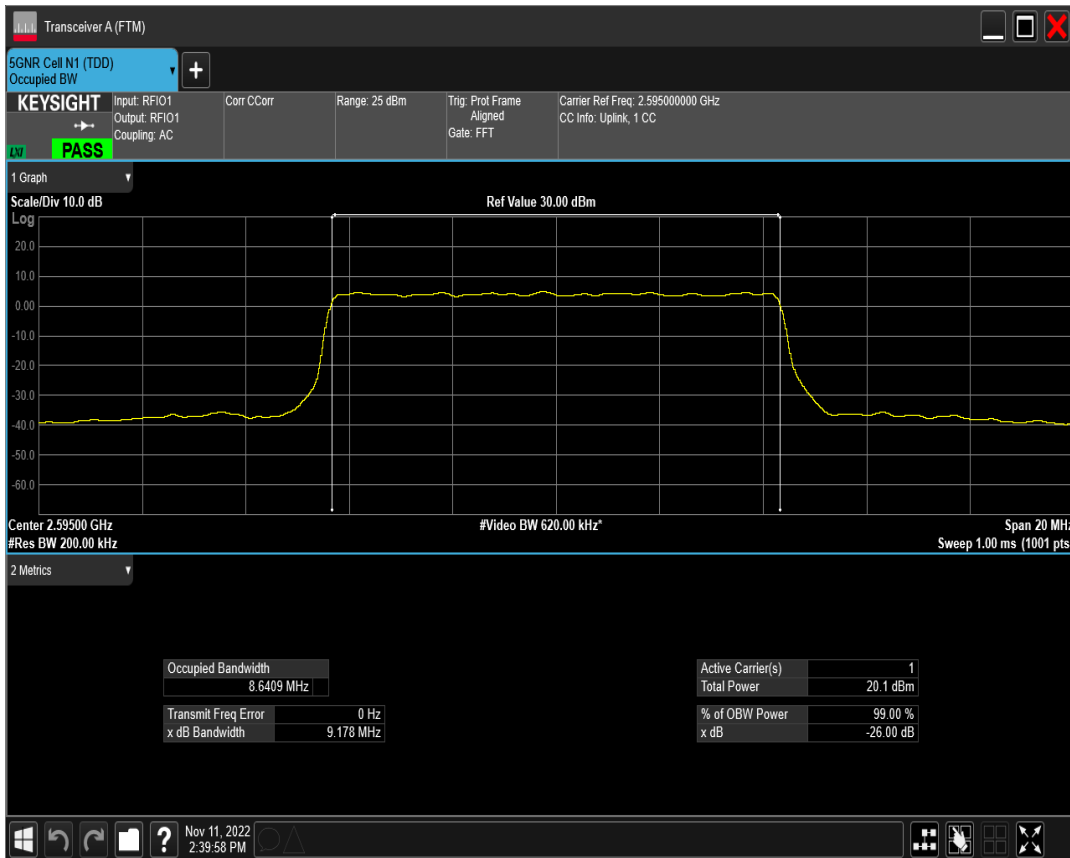 Transceiver A (FTM)
5GNR Cell N1 (TDD)
Occupied BW
+
KEYSIGHT
LXI
PASS
Input: RFIO1
Output: RFIO1
Coupling: AC
Corr CCorr
Range: 25 dBm
Trig: Prot Frame
Aligned
Gate: FFT
Carrier Ref Freq: 2.595000000 GHz
CC Info: Uplink, 1 CC
1 Graph
Scale/Div 10.0 dB
Ref Value 30.00 dBm
Log
20.0
10.0
0.00
-10.0
-20.0
-30.0
-40.0
-50.0
-60.0
Center 2.59500 GHz
#Video BW 620.00 kHz*
Span 20 MHz
#Res BW 200.00 kHz
Sweep 1.00 ms (1001 pts
2 Metrics
Occupied Bandwidth
8.6409 MHz
Transmit Freq Error 0 Hz
x dB Bandwidth 9.178 MHz
Active Carrier(s) 1
Total Power 20.1 dBm
% of OBW Power 99.00 %
x dB -26.00 dB
?
Nov 11, 2022
2:39:58 PM